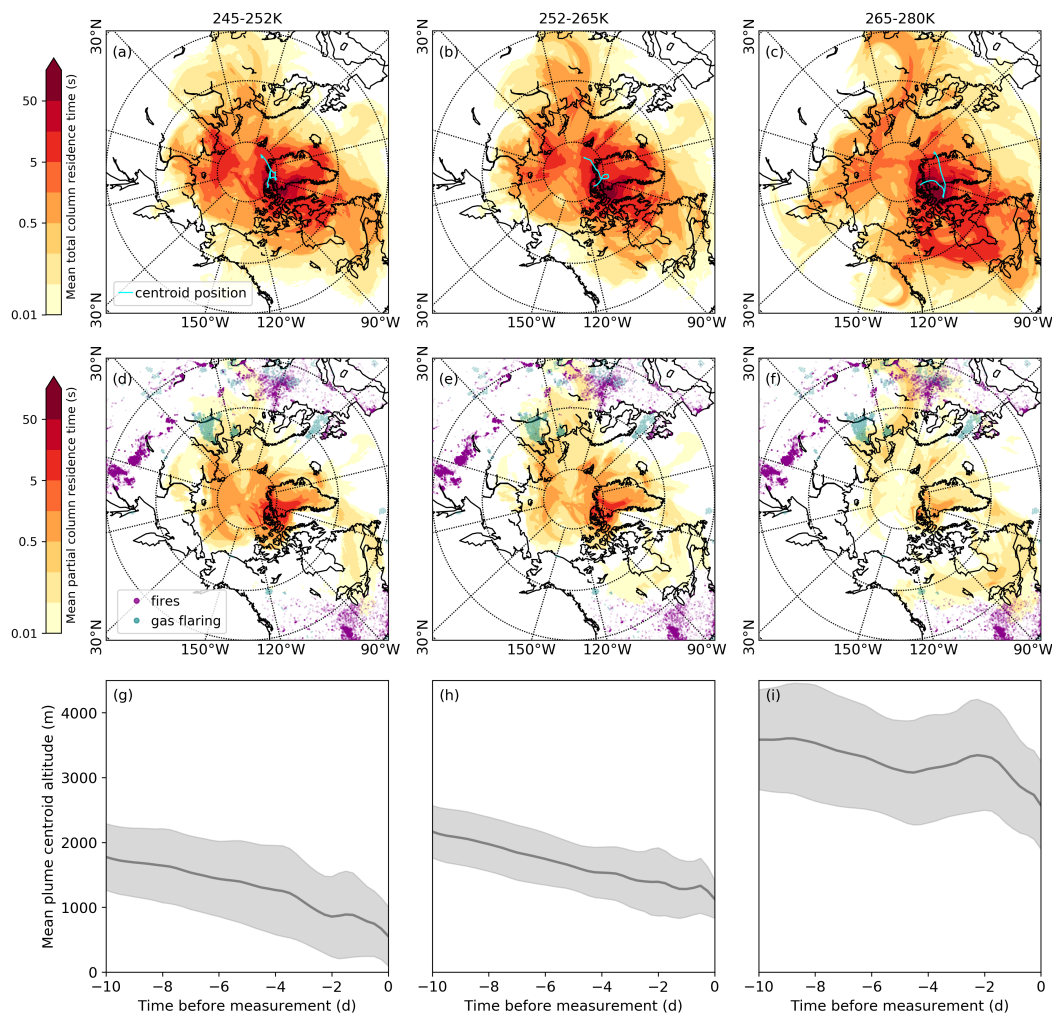 245-252K 252-265K 265-280K
30°N (a) 30°N (b) 30°N (c)
50
5
0.5
0.01
Mean total column residence time (s)
centroid position
30°N 150°W 120°W 90°W 30°N 150°W 120°W 90°W 30°N 150°W 120°W 90°W
30°N (d) 30°N (e) 30°N (f)
50
5
0.5
0.01
Mean partial column residence time (s)
fires
gas flaring
30°N 150°W 120°W 90°W 30°N 150°W 120°W 90°W 30°N 150°W 120°W 90°W
(g) (h) (i)
4000
3000
2000
1000
0
Mean plume centroid altitude (m)
−10 −8 −6 −4 −2 0 −10 −8 −6 −4 −2 0 −10 −8 −6 −4 −2 0
Time before measurement (d) Time before measurement (d) Time before measurement (d)